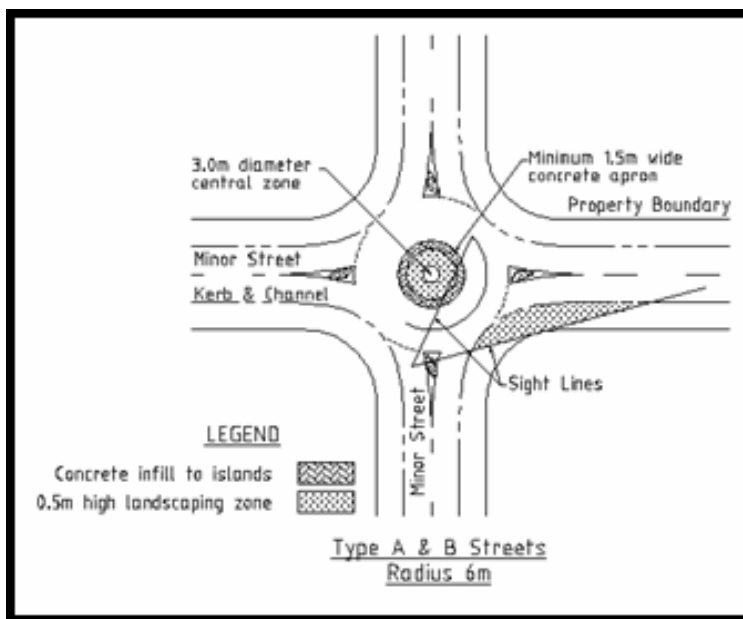 3.0m diameter
central zone
Minimum 1.5m wide
concrete apron
Property Boundary
Minor Street
Kerb & Channel
Sight Lines
Minor Street
LEGEND
Concrete infill to islands
0.5m high landscaping zone
Type A & B Streets
Radius 6m